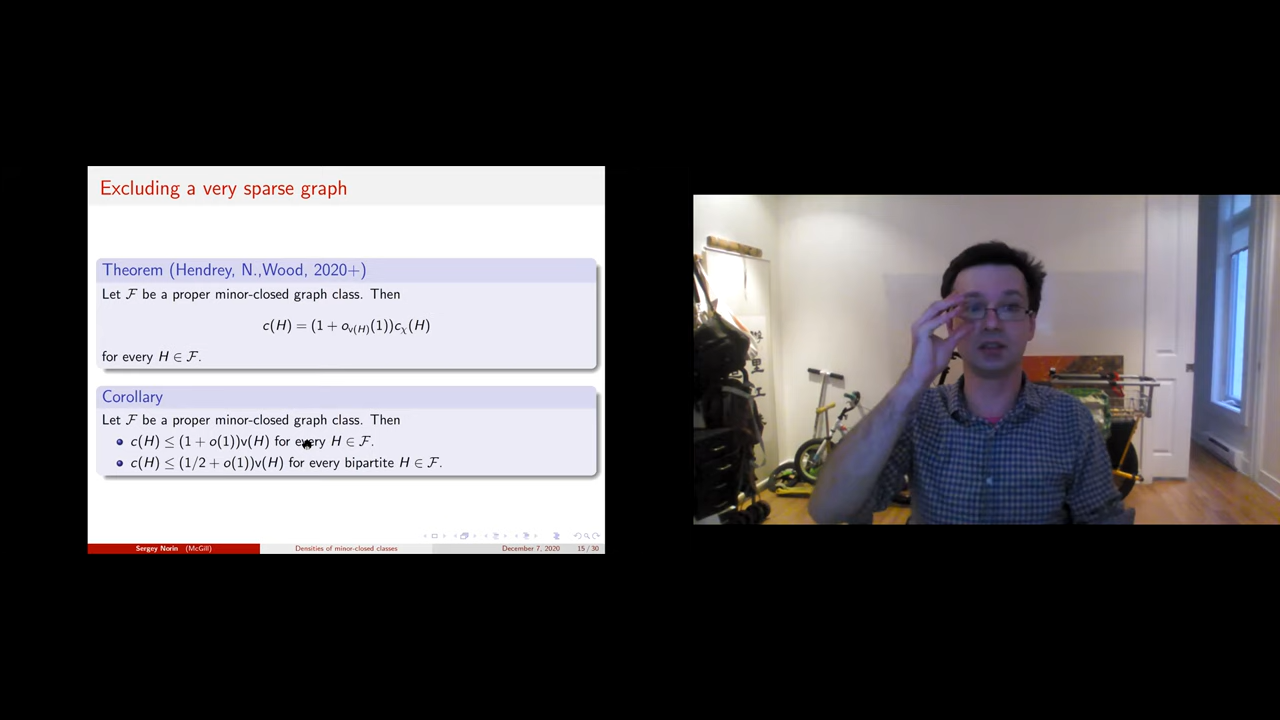 Excluding a very sparse graph
Theorem (Hendrey, N.,Wood, 2020+)
Let ℱ be a proper minor-closed graph class. Then
c(H) = (1 + o_{v(H)}(1))c_χ(H)
for every H ∈ ℱ.
Corollary
Let ℱ be a proper minor-closed graph class. Then
c(H) ≤ (1 + o(1))v(H) for every H ∈ ℱ.
c(H) ≤ (1/2 + o(1))v(H) for every bipartite H ∈ ℱ.
Sergey Norin (McGill)
Densities of minor-closed classes
December 7, 2020
15 / 30
里